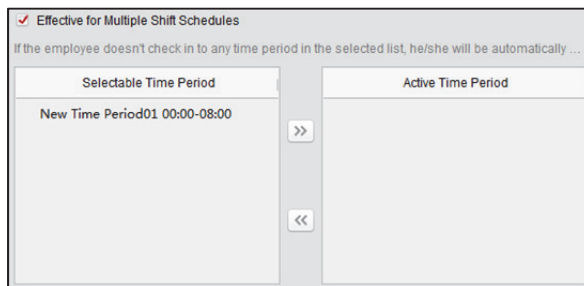 Effective for Multiple Shift Schedules
If the employee doesn't check in to any time period in the selected list, he/she will be automatically ...
Selectable Time Period
Active Time Period
New Time Period01 00:00-08:00
>>
<<